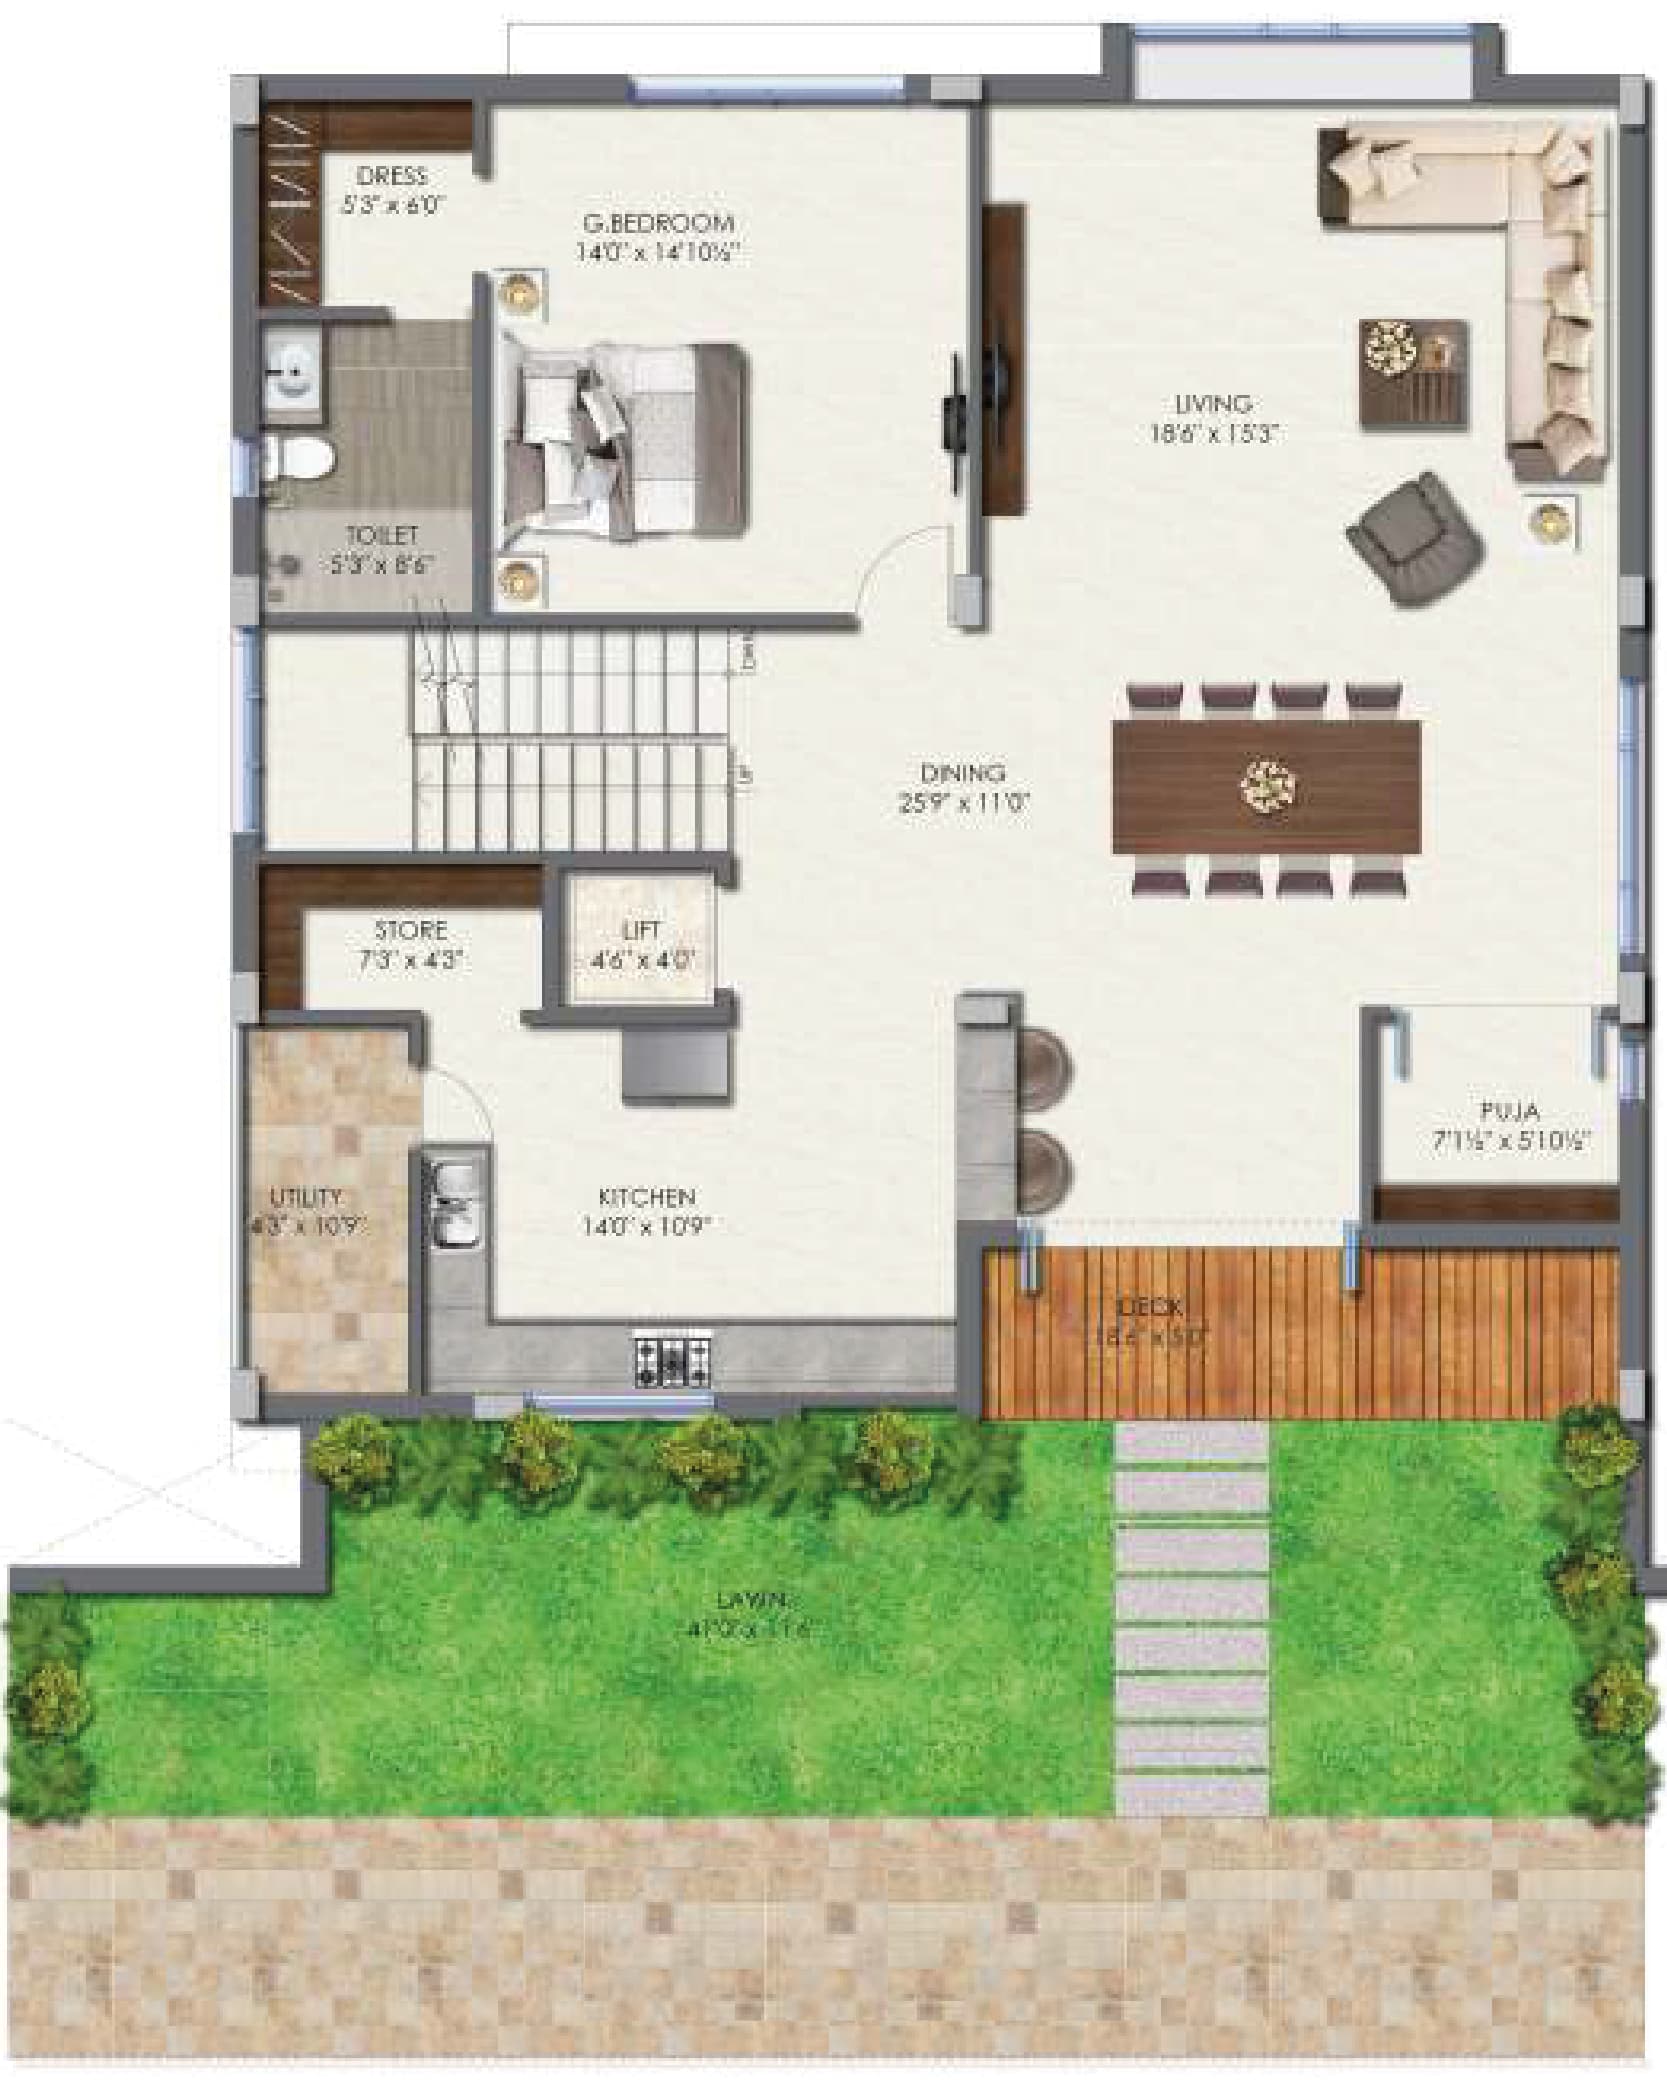 DRESS
5'3" x 6'0"
G.BEDROOM
14'0" x 14'10½"
LIVING
18'6" x 15'3"
TOILET
5'3" x 8'6"
DINING
25'9" x 11'0"
UP
STORE
7'3" x 4'3"
LIFT
4'6" x 4'0"
PUJA
7'1½" x 5'10½"
UTILITY
4'3" x 10'9"
KITCHEN
14'0" x 10'9"
DECK
18'6" x 5'0"
LAWN
41'0" x 11'6"